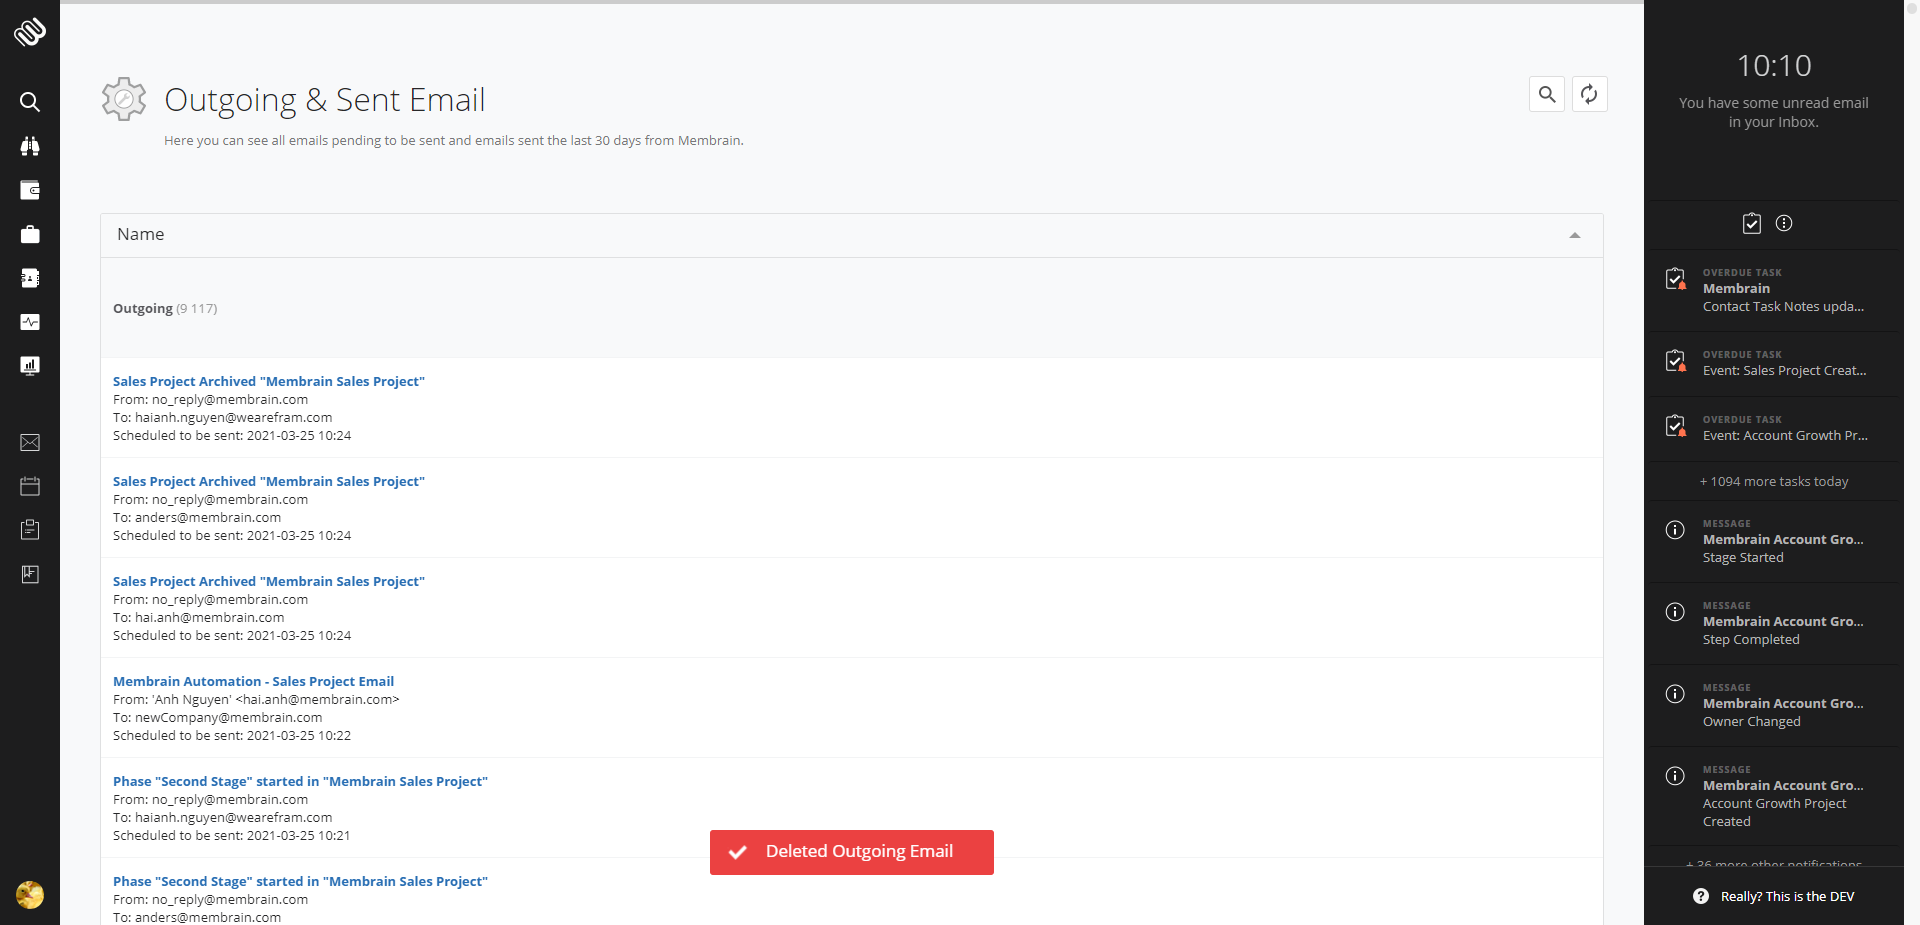 Outgoing & Sent Email
Here you can see all emails pending to be sent and emails sent the last 30 days from Membrain.
Name
Outgoing (9 117)
Sales Project Archived "Membrain Sales Project"
From: no_reply@membrain.com
To: haianh.nguyen@wearefram.com
Scheduled to be sent: 2021-03-25 10:24
Sales Project Archived "Membrain Sales Project"
From: no_reply@membrain.com
To: anders@membrain.com
Scheduled to be sent: 2021-03-25 10:24
Sales Project Archived "Membrain Sales Project"
From: no_reply@membrain.com
To: hai.anh@membrain.com
Scheduled to be sent: 2021-03-25 10:24
Membrain Automation - Sales Project Email
From: 'Anh Nguyen' <hai.anh@membrain.com>
To: newCompany@membrain.com
Scheduled to be sent: 2021-03-25 10:22
Phase "Second Stage" started in "Membrain Sales Project"
From: no_reply@membrain.com
To: haianh.nguyen@wearefram.com
Scheduled to be sent: 2021-03-25 10:21
Phase "Second Stage" started in "Membrain Sales Project"
From: no_reply@membrain.com
To: anders@membrain.com
Deleted Outgoing Email
10:10
You have some unread email
in your Inbox.
OVERDUE TASK
Membrain
Contact Task Notes upda...
OVERDUE TASK
Event: Sales Project Creat...
OVERDUE TASK
Event: Account Growth Pr...
+ 1094 more tasks today
MESSAGE
Membrain Account Gro...
Stage Started
MESSAGE
Membrain Account Gro...
Step Completed
MESSAGE
Membrain Account Gro...
Owner Changed
MESSAGE
Membrain Account Gro...
Account Growth Project
Created
+ 36 more other notifications
Really? This is the DEV